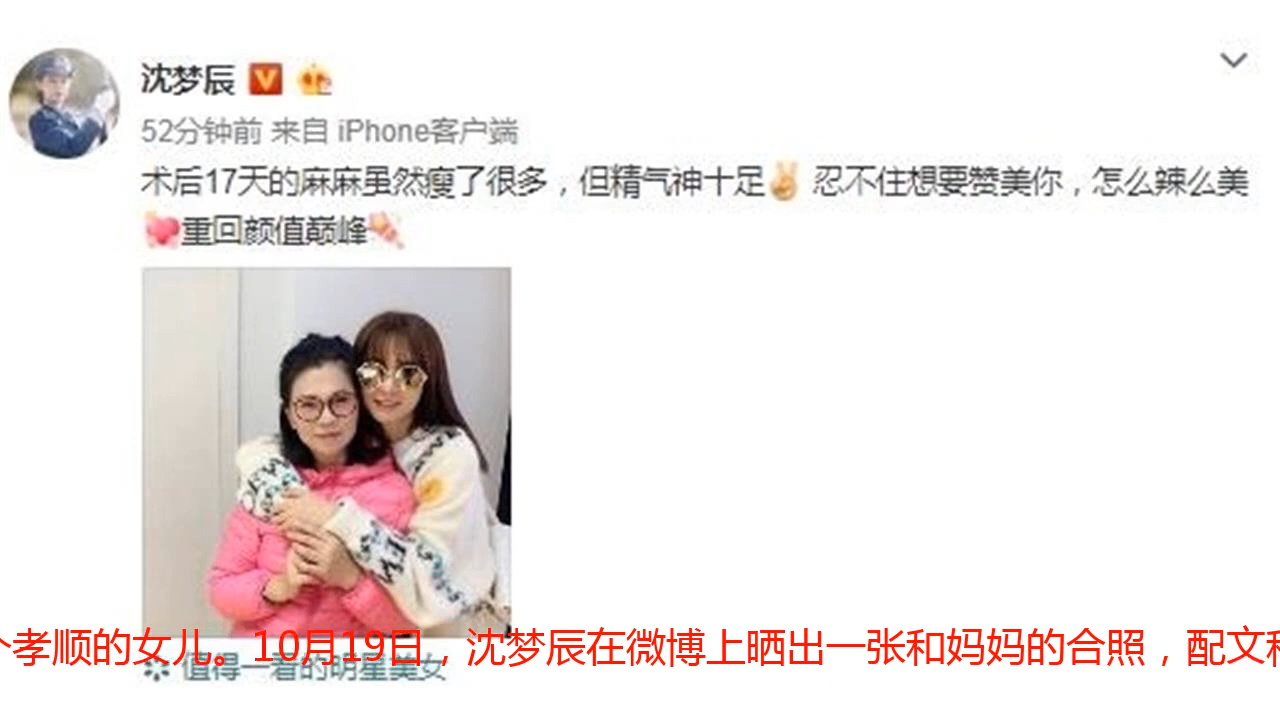 沈梦辰
52分钟前 来自 iPhone客户端
术后17天的麻麻虽然瘦了很多，但精气神十足 忍不住想要赞美你，怎么辣么美
重回颜值巅峰
个孝顺的女儿。10月19日，沈梦辰在微博上晒出一张和妈妈的合照，配文
值得一看的明星美女